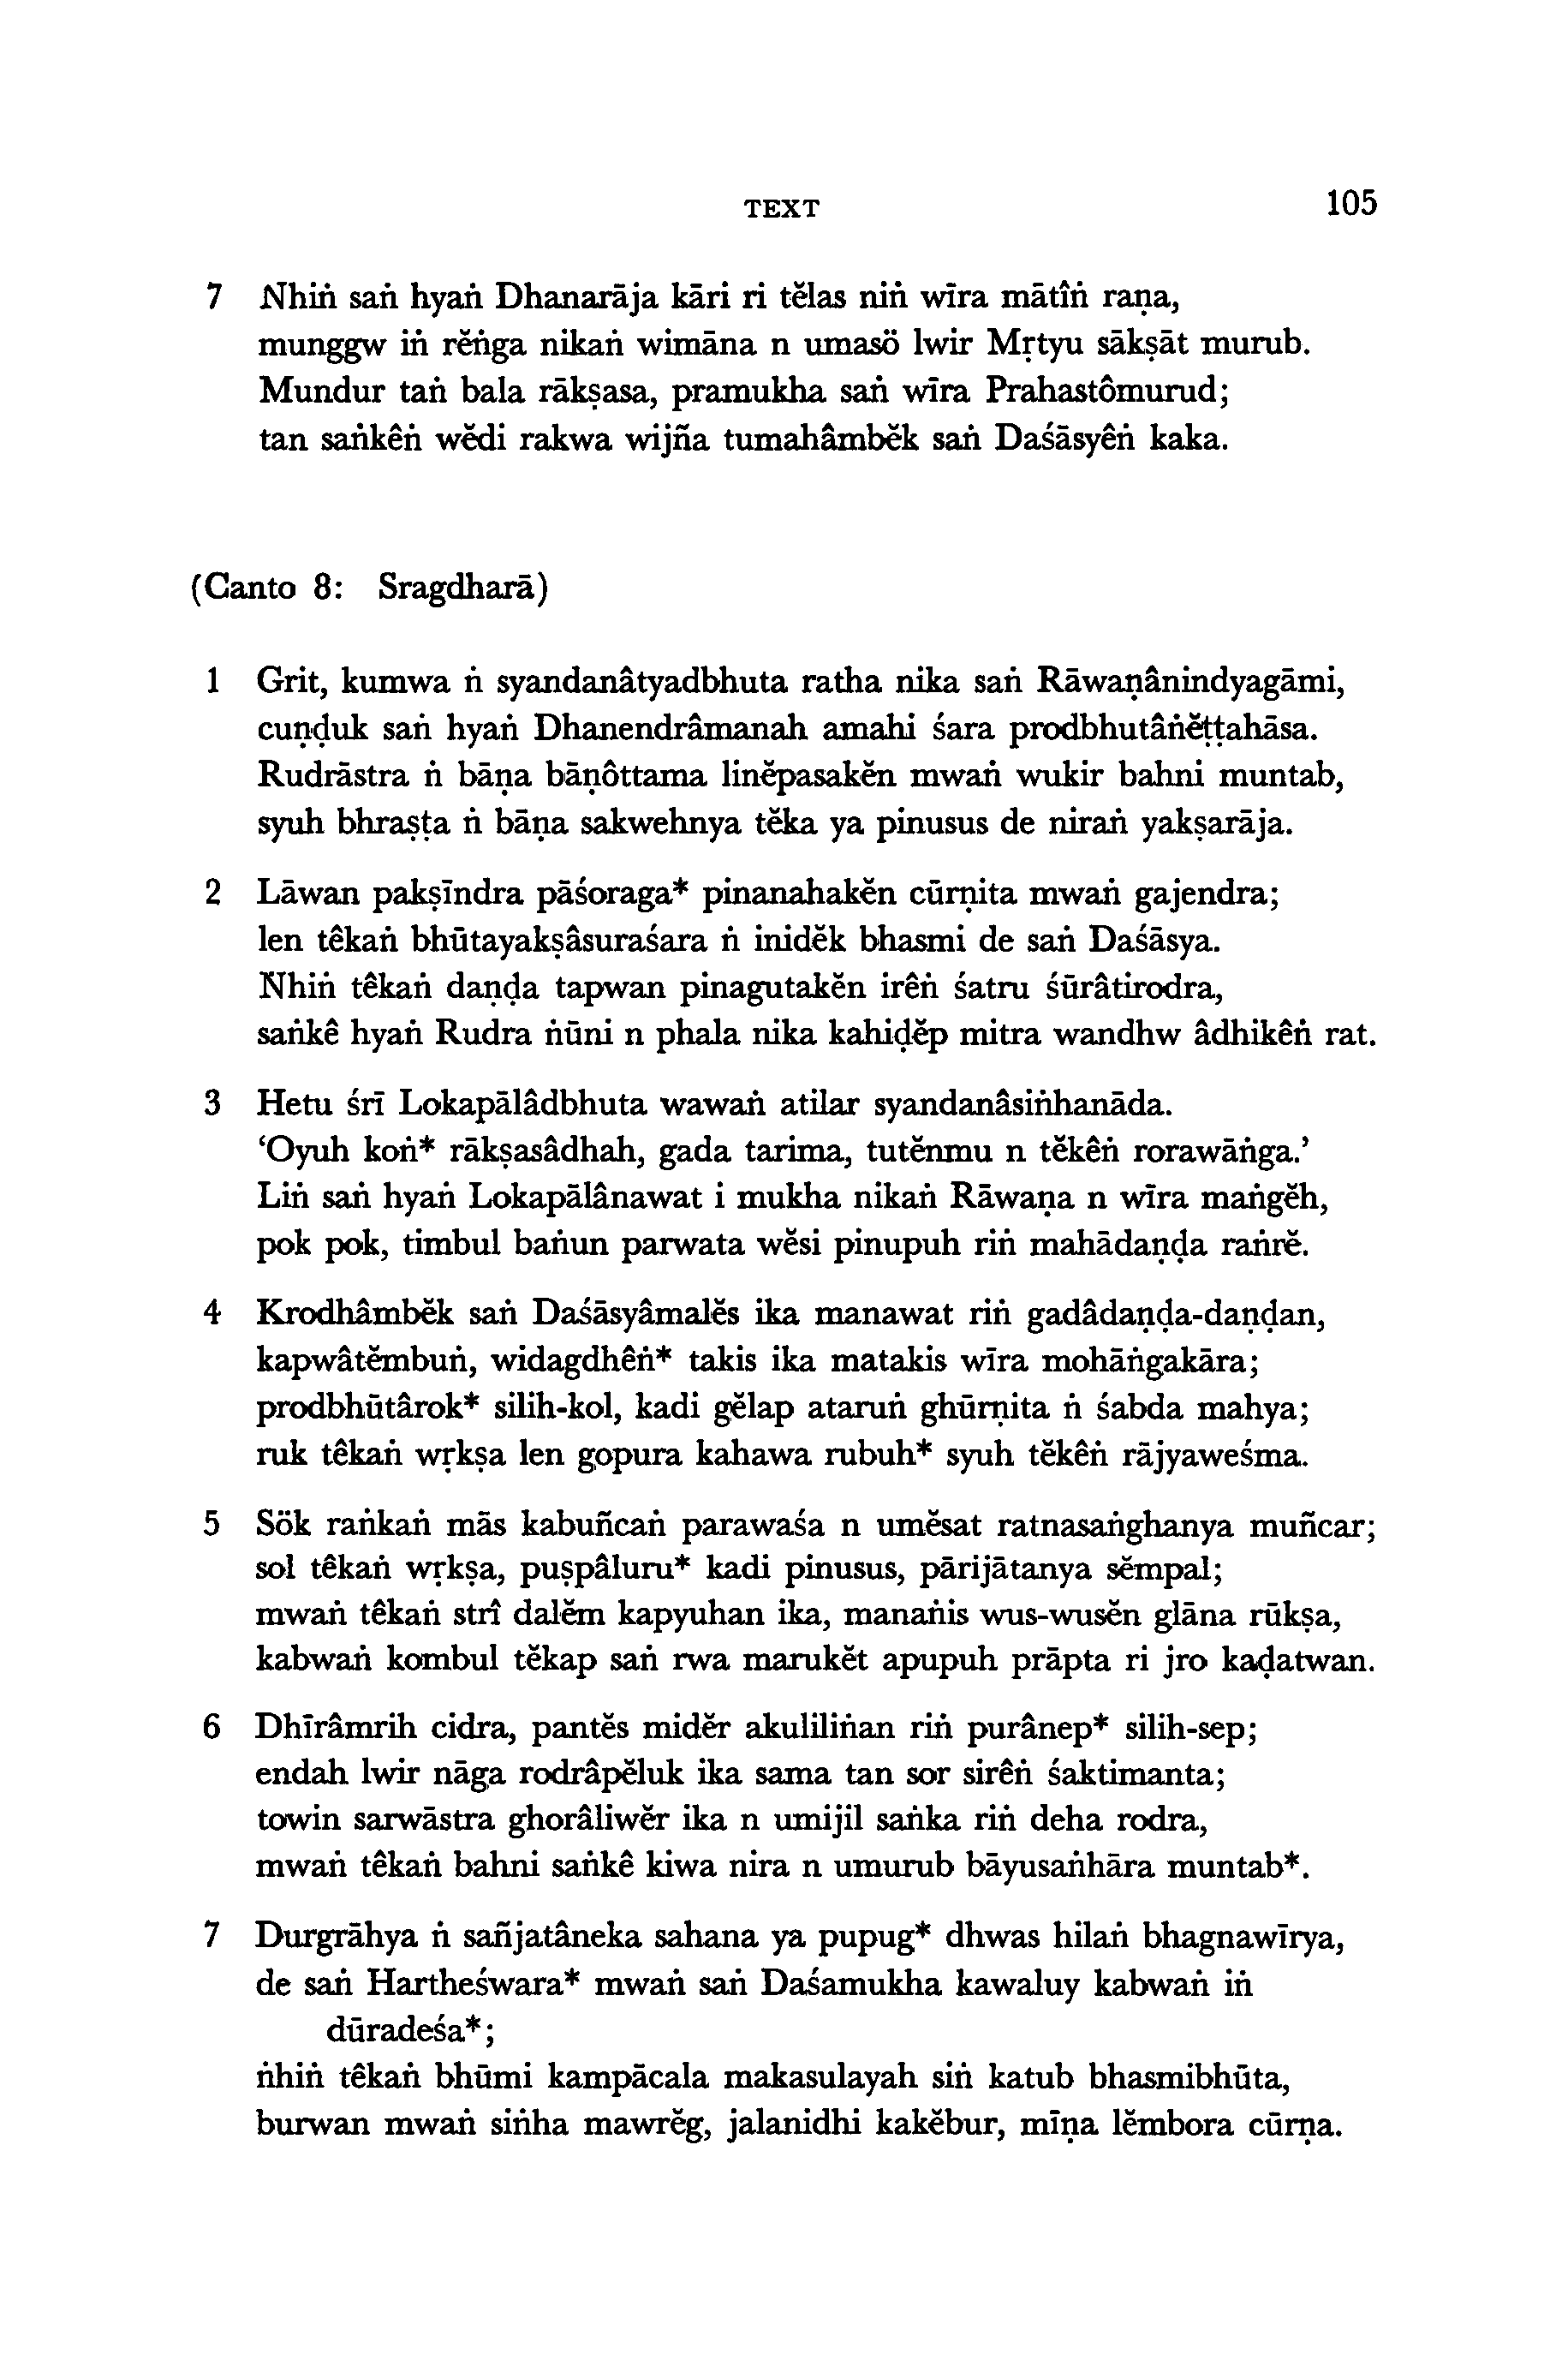 TEXT 105
7 Nhiṅ saṅ hyaṅ Dhanarāja kāri ri tĕlas niṅ wīra mātîṅ raṇa,
munggw iṅ rĕṅga nikaṅ wimāna n umasö lwir Mṛtyu sākṣāt murub.
Mundur taṅ bala rākṣasa, pramukha saṅ wīra Prahastômurud;
tan saṅkêṅ wĕdi rakwa wijña tumahâmbĕk saṅ Daśāsyêṅ kaka.
(Canto 8: Sragdharā)
1 Grit, kumwa ṅ syandanâtyadbhuta ratha nika saṅ Rāwaṇânindyagāmi,
cuṇḍuk saṅ hyaṅ Dhanendrâmanah amahi śara prodbhutâṅĕṭṭahāsa.
Rudrāstra ṅ bāṇa bāṇôttama linĕpasakĕn mwaṅ wukir bahni muntab,
syuh bhraṣṭa ṅ bāṇa sakwehnya tĕka ya pinusus de niraṅ yakṣarāja.
2 Lāwan pakṣīndra pāśoraga* pinanahakĕn cūrṇita mwaṅ gajendra;
len têkaṅ bhūtayakṣâsuraśara ṅ inidĕk bhasmi de saṅ Daśāsya.
Nhiṅ têkaṅ daṇḍa tapwan pinagutakĕn irêṅ śatru śūrâtirodra,
saṅkê hyaṅ Rudra ṅūni n phala nika kahiḍĕp mitra wandhw âdhikêṅ rat.
3 Hetu śrī Lokapālâdbhuta wawaṅ atilar syandanâsiṅhanāda.
‘Oyuh koṅ* rākṣasâdhah, gada tarima, tutĕnmu n tĕkêṅ rorawāṅga.’
Liṅ saṅ hyaṅ Lokapālânawat i mukha nikaṅ Rāwaṇa n wīra maṅgĕh,
pok pok, timbul baṅun parwata wĕsi pinupuh riṅ mahādaṇḍa raṅrĕ.
4 Krodhâmbĕk saṅ Daśāsyâmalĕs ika manawat riṅ gadâdaṇḍa-daṇḍan,
kapwâtĕmbuṅ, widagdhêṅ* takis ika matakis wīra mohāṅgakāra;
prodbhūtârok* silih-kol, kadi gĕlap ataruṅ ghūrṇita ṅ śabda mahya;
ruk têkaṅ wṛkṣa len gopura kahawa rubuh* syuh tĕkêṅ rājyaweśma.
5 Sök raṅkaṅ mās kabuñcaṅ parawaśa n umĕsat ratnasaṅghanya muñcar;
sol têkaṅ wṛkṣa, puṣpâluru* kadi pinusus, pārijātanya sĕmpal;
mwaṅ têkaṅ strî dalĕm kapyuhan ika, manaṅis wus-wusĕn glāna rūkṣa,
kabwaṅ kombul tĕkap saṅ rwa marukĕt apupuh prāpta ri jro kaḍatwan.
6 Dhīrâmrih cidra, pantĕs midĕr akuliliṅan riṅ purânep* silih-sep;
endah lwir nāga rodrâpĕluk ika sama tan sor sirêṅ śaktimanta;
towin sarwāstra ghorâliwĕr ika n umijil saṅka riṅ deha rodra,
mwaṅ têkaṅ bahni saṅkê kiwa nira n umurub bāyusaṅhāra muntab*.
7 Durgrāhya ṅ sañjatâneka sahana ya pupug* dhwas hilaṅ bhagnawīrya,
de saṅ Hartheśwara* mwaṅ saṅ Daśamukha kawaluy kabwaṅ iṅ
dūradeśa*;
ṅhiṅ têkaṅ bhūmi kampācala makasulayah siṅ katub bhasmibhūta,
burwan mwaṅ siṅha mawrĕg, jalanidhi kakĕbur, mīṇa lĕmbora cūrṇa.